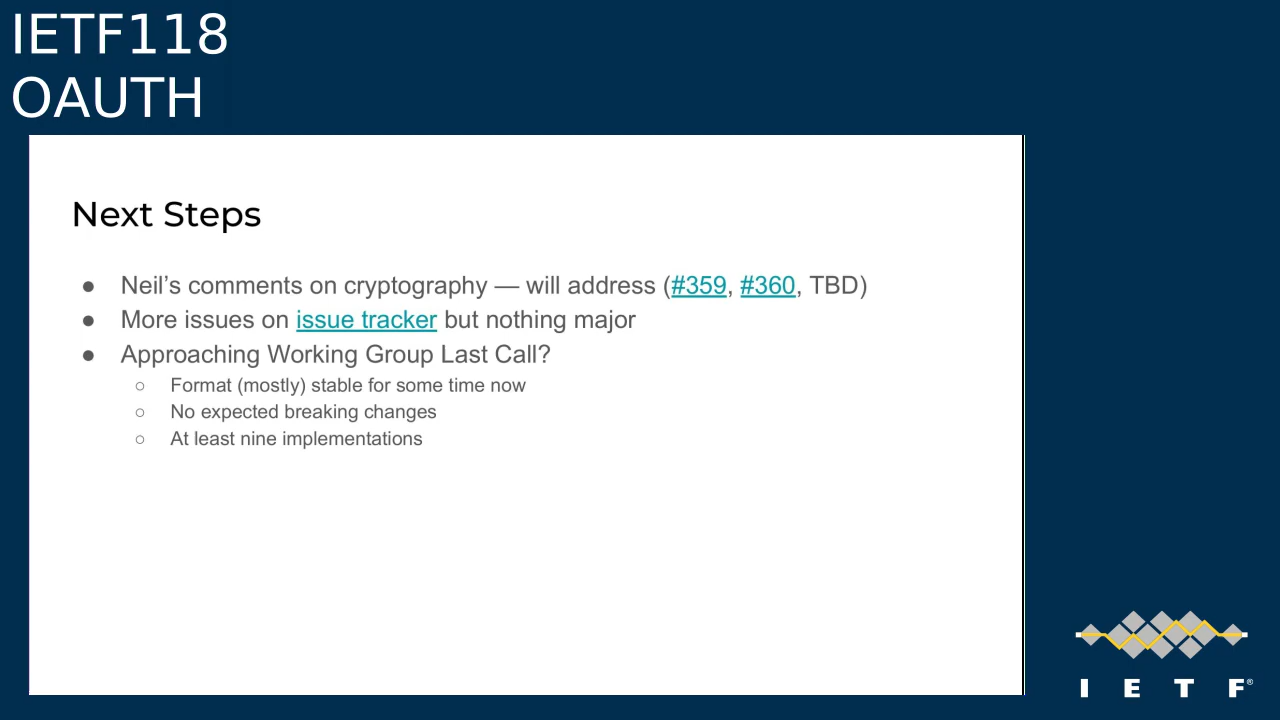 IETF118
OAUTH
Next Steps
● Neil’s comments on cryptography — will address (#359, #360, TBD)
● More issues on issue tracker but nothing major
● Approaching Working Group Last Call?
○ Format (mostly) stable for some time now
○ No expected breaking changes
○ At least nine implementations
I E T F®